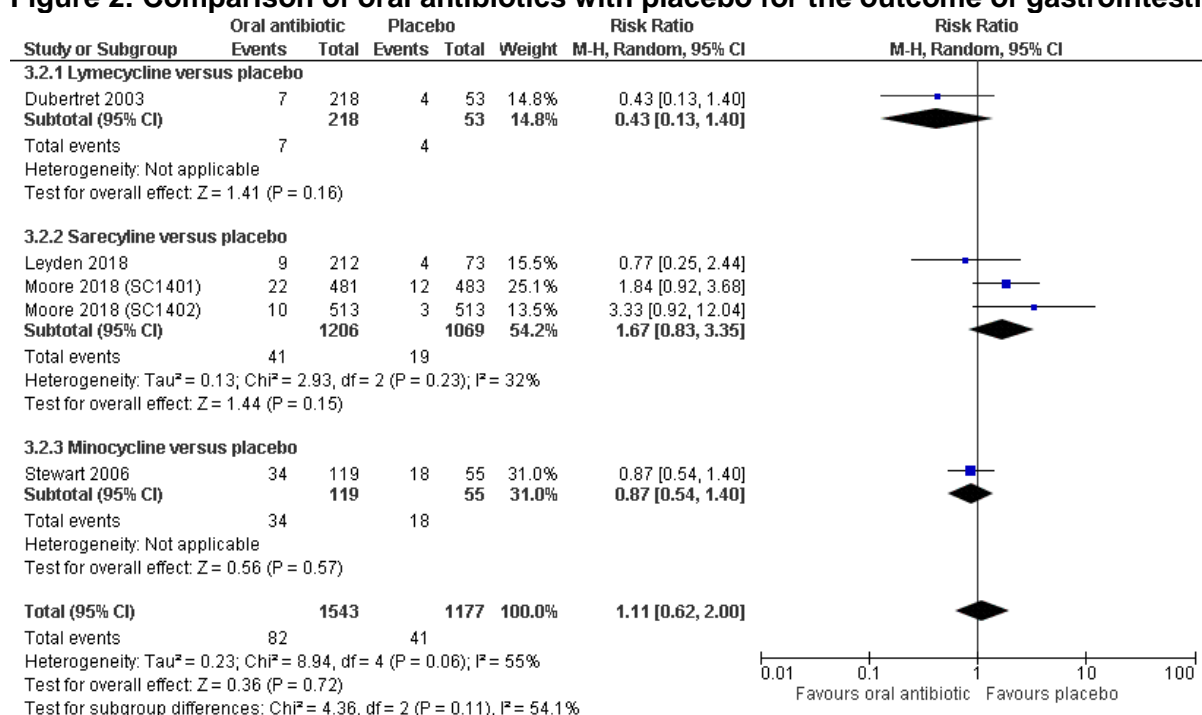 Figure 2: Comparison of oral antibiotics with placebo for the outcome of gastrointesti
Oral antibiotic Placebo Risk Ratio Risk Ratio
Study or Subgroup Events Total Events Total Weight M-H, Random, 95% CI M-H, Random, 95% CI
3.2.1 Lymecycline versus placebo
Dubertret 2003 7 218 4 53 14.8% 0.43 [0.13, 1.40]
Subtotal (95% CI) 218 53 14.8% 0.43 [0.13, 1.40]
Total events 7 4
Heterogeneity: Not applicable
Test for overall effect: Z = 1.41 (P = 0.16)
3.2.2 Sarecyline versus placebo
Leyden 2018 9 212 4 73 15.5% 0.77 [0.25, 2.44]
Moore 2018 (SC1401) 22 481 12 483 25.1% 1.84 [0.92, 3.68]
Moore 2018 (SC1402) 10 513 3 513 13.5% 3.33 [0.92, 12.04]
Subtotal (95% CI) 1206 1069 54.2% 1.67 [0.83, 3.35]
Total events 41 19
Heterogeneity: Tau² = 0.13; Chi² = 2.93, df = 2 (P = 0.23); I² = 32%
Test for overall effect: Z = 1.44 (P = 0.15)
3.2.3 Minocycline versus placebo
Stewart 2006 34 119 18 55 31.0% 0.87 [0.54, 1.40]
Subtotal (95% CI) 119 55 31.0% 0.87 [0.54, 1.40]
Total events 34 18
Heterogeneity: Not applicable
Test for overall effect: Z = 0.56 (P = 0.57)
Total (95% CI) 1543 1177 100.0% 1.11 [0.62, 2.00]
Total events 82 41
Heterogeneity: Tau² = 0.23; Chi² = 8.94, df = 4 (P = 0.06); I² = 55%
Test for overall effect: Z = 0.36 (P = 0.72)
Test for subgroup differences: Chi² = 4.36, df = 2 (P = 0.11), I² = 54.1%
0.01 0.1 1 10 100
Favours oral antibiotic Favours placebo